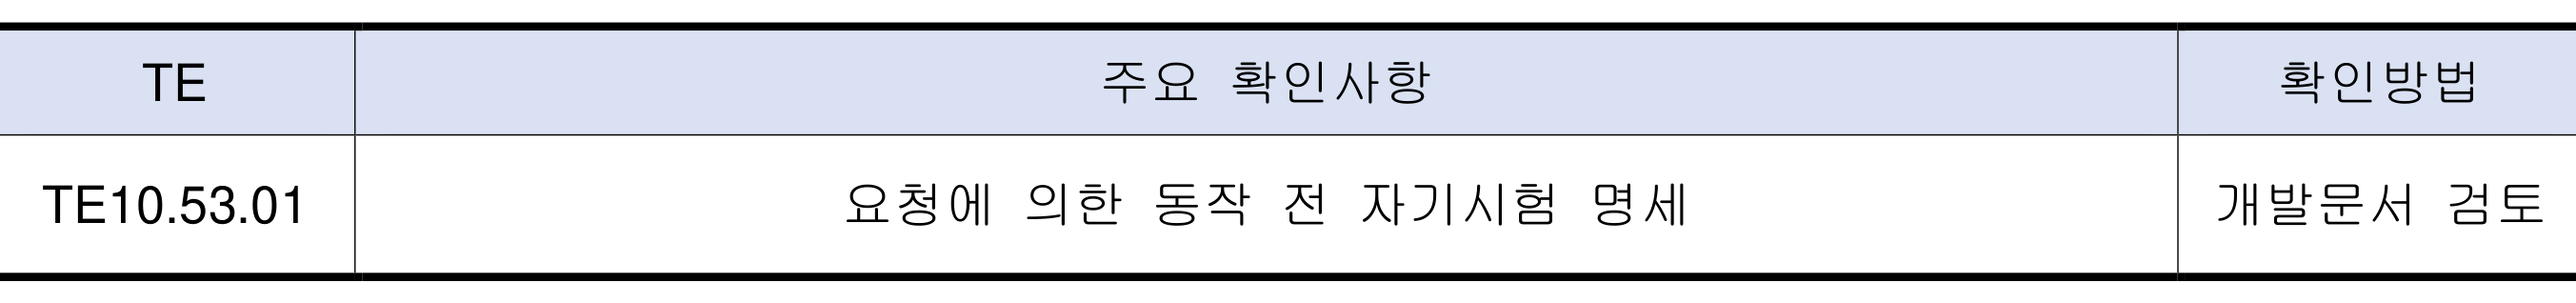 TE 주요 확인사항 확인방법
TE10.53.01 요청에 의한 동작 전 자기시험 명세 개발문서 검토